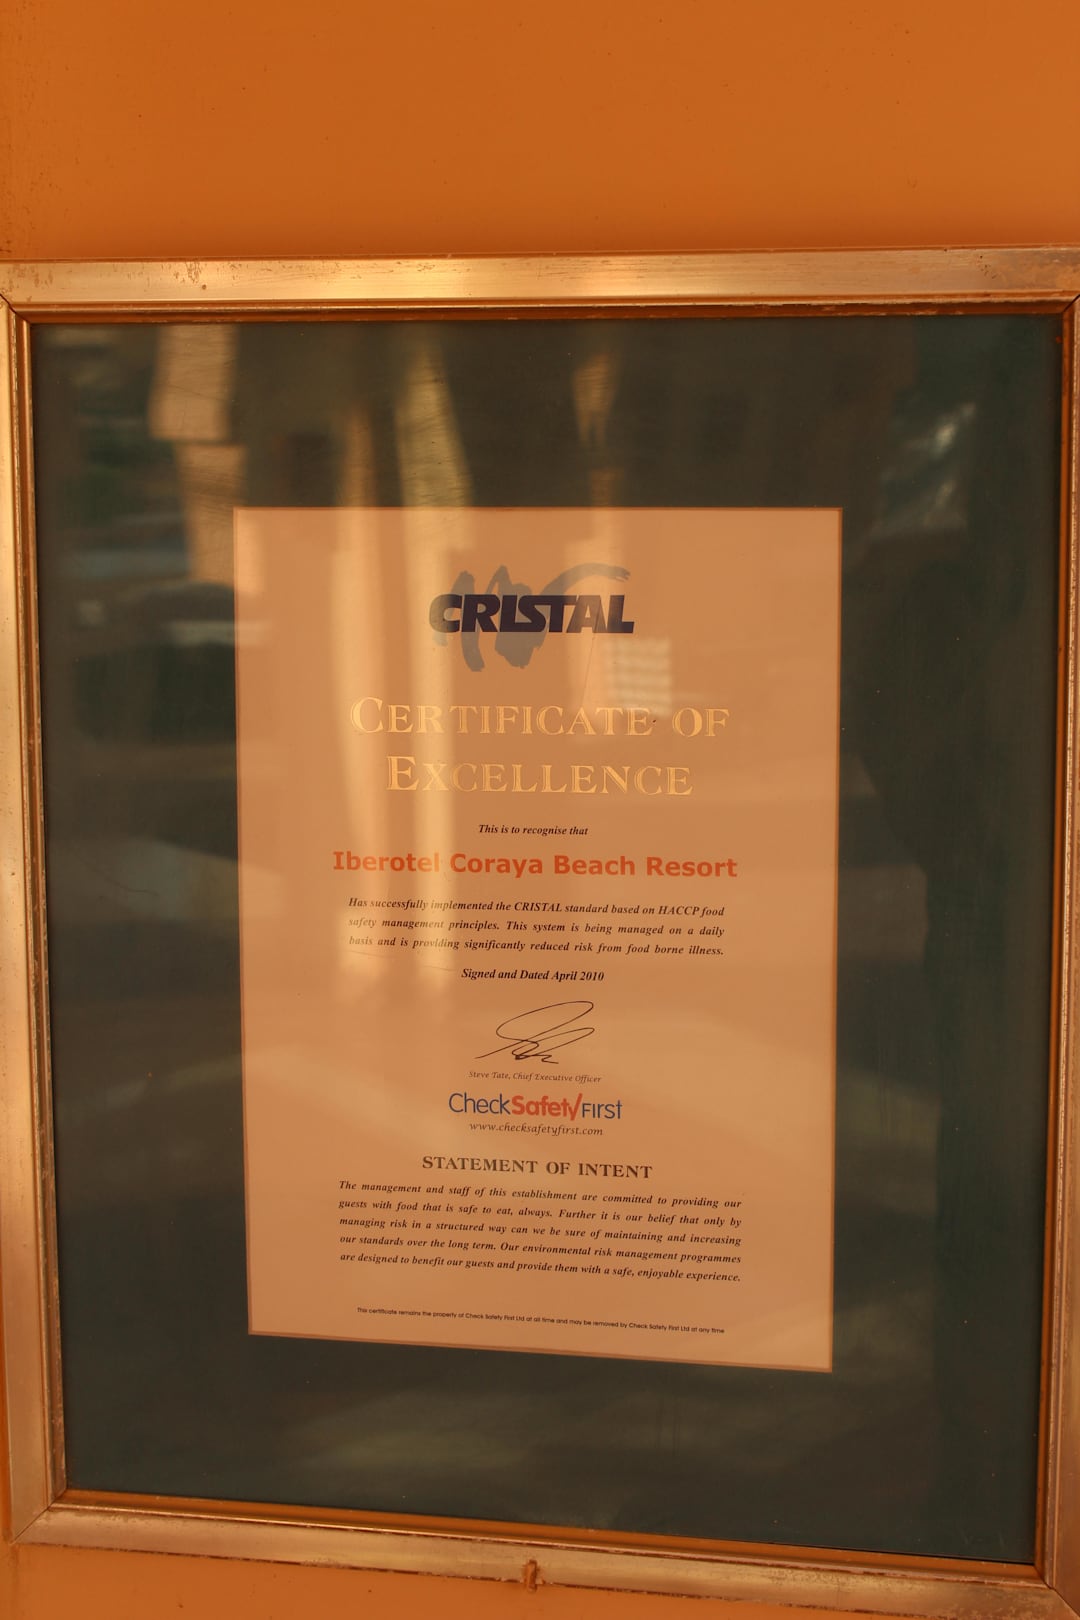 CRISTAL
CERTIFICATE OF
EXCELLENCE
This is to recognise that
Iberotel Coraya Beach Resort
Has successfully implemented the CRISTAL standard based on HACCP food
safety management principles. This system is being managed on a daily
basis and is providing significantly reduced risk from food borne illness.
Signed and Dated April 2010
Steve Tate, Chief Executive Officer
CheckSafetyFirst
www.checksafetyfirst.com
STATEMENT OF INTENT
The management and staff of this establishment are committed to providing our
guests with food that is safe to eat, always. Further it is our belief that only by
managing risk in a structured way can we be sure of maintaining and increasing
our standards over the long term. Our environmental risk management programmes
are designed to benefit our guests and provide them with a safe, enjoyable experience.
This certificate remains the property of Check Safety First Ltd at all time and may be removed by Check Safety First Ltd at any time